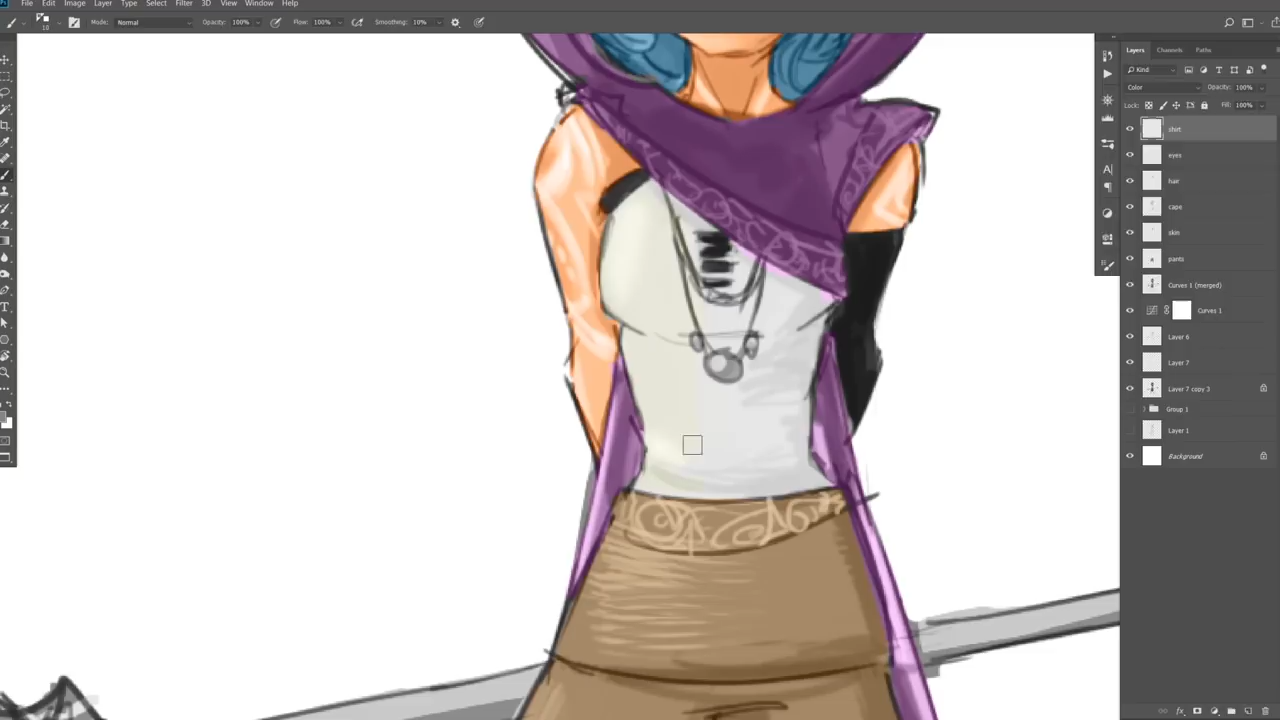 File Edit Image Layer Type Select Filter 3D View Window Help
10 Mode: Normal Opacity: 100% Flow: 100% Smoothing: 10%
Layers Channels Paths
Kind
Color Opacity: 100%
Lock: Fill: 100%
shirt
eyes
hair
cape
skin
pants
Curves 1 (merged)
Curves 1
Layer 6
Layer 7
Layer 7 copy 3
Group 1
Layer 1
Background